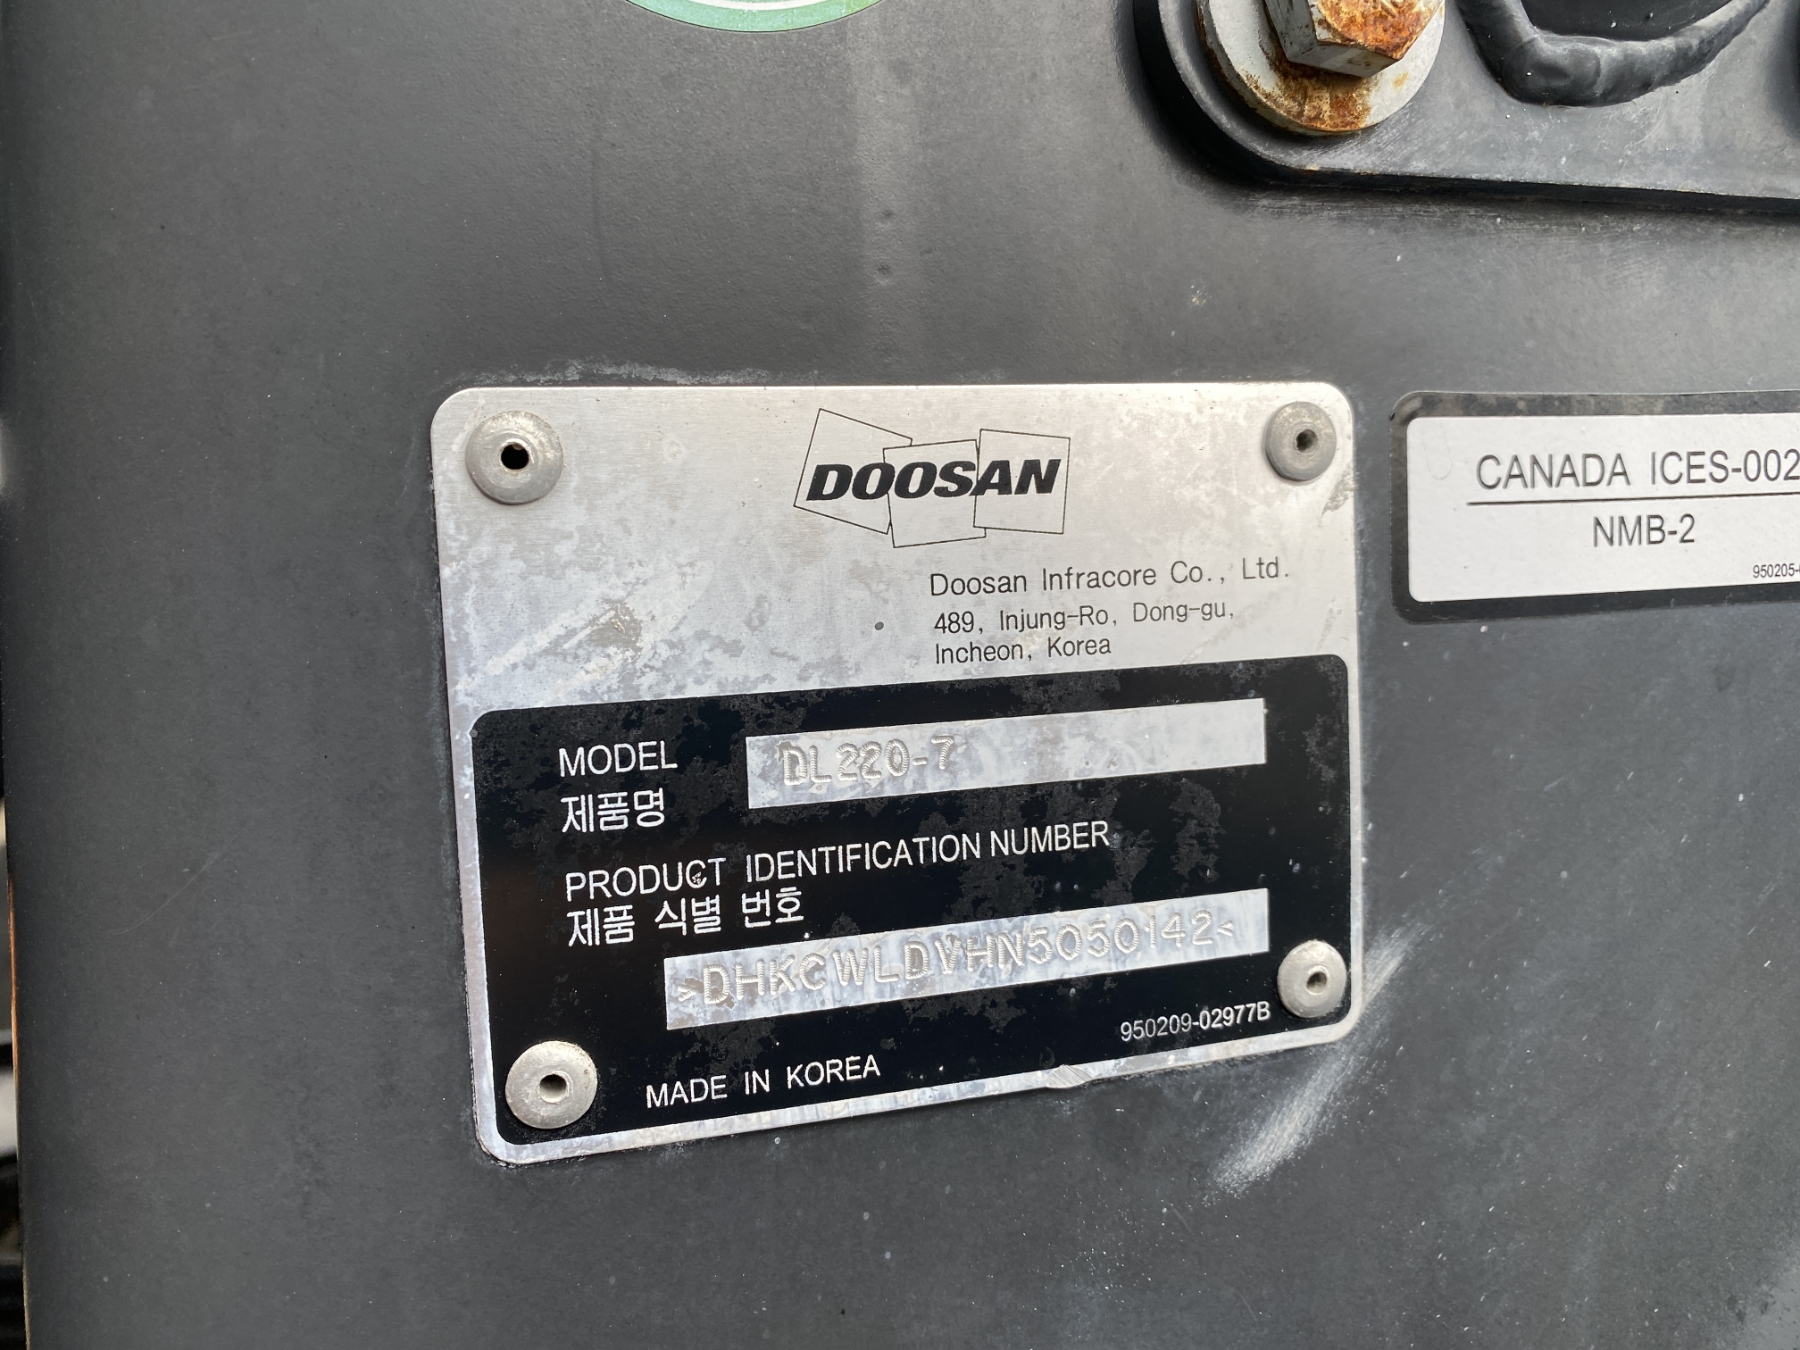 DOOSAN
Doosan Infracore Co., Ltd.
489, Injung-Ro, Dong-gu,
Incheon, Korea
MODEL
제품명
DL220-7
PRODUCT IDENTIFICATION NUMBER
제품 식별 번호
>DHKCWLDVHN5050142<
950209-02977B
MADE IN KOREA
CANADA ICES-002
NMB-2
950205-